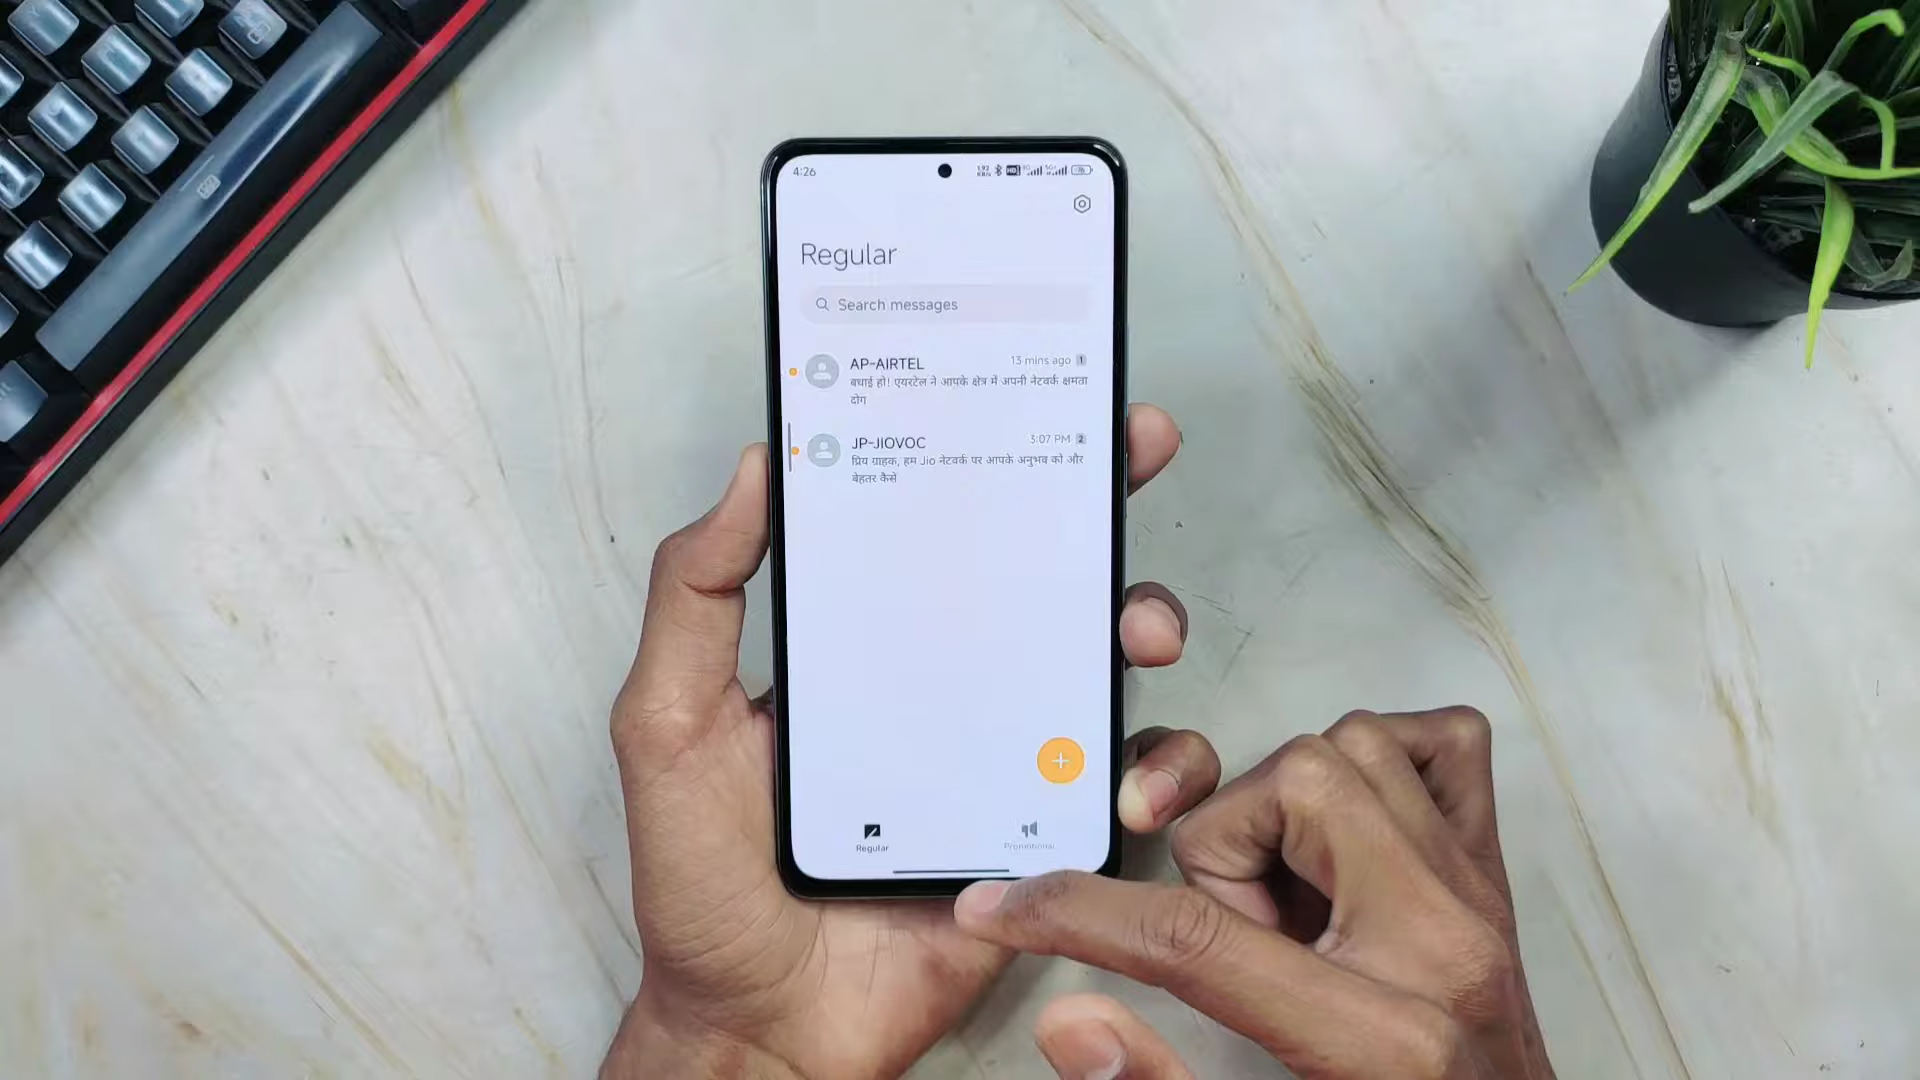 4:26
Regular
Search messages
AP-AIRTEL
13 mins ago 1
बधाई हो! एयरटेल ने आपके क्षेत्र में अपनी नेटवर्क क्षमता
दोग
JP-JIOVOC
3:07 PM 2
प्रिय ग्राहक, हम Jio नेटवर्क पर आपके अनुभव को और
बेहतर कैसे
Regular
Promotional